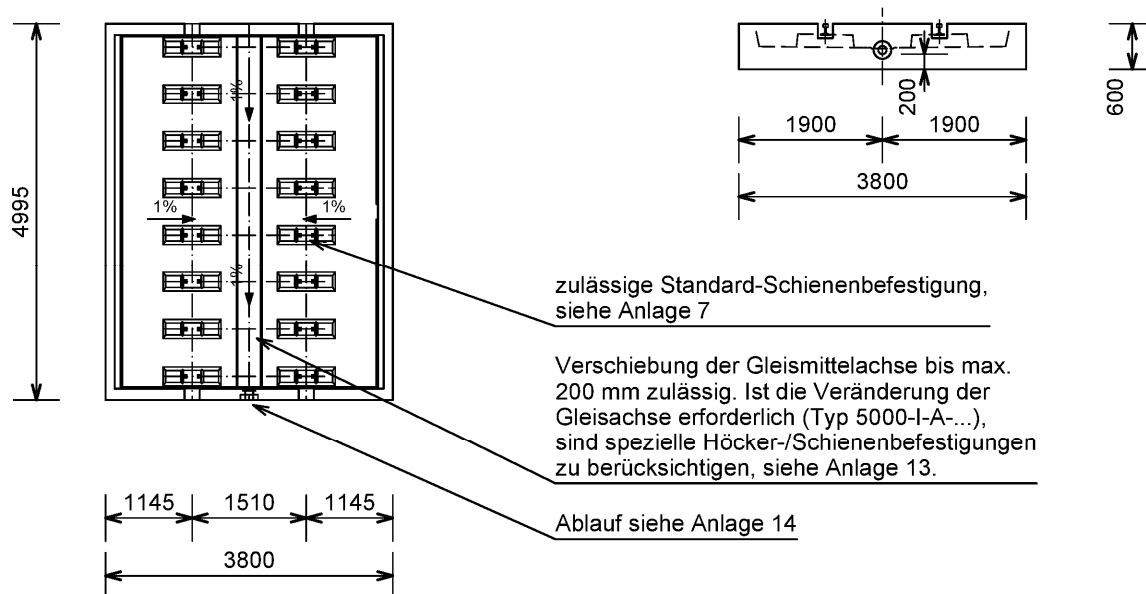 4995
1%
1%
1%
1%
1145
1510
1145
3800
200
600
1900
1900
3800
zulässige Standard-Schienenbefestigung,
siehe Anlage 7
Verschiebung der Gleismittelachse bis max.
200 mm zulässig. Ist die Veränderung der
Gleisachse erforderlich (Typ 5000-I-A-...),
sind spezielle Höcker-/Schienenbefestigungen
zu berücksichtigen, siehe Anlage 13.
Ablauf siehe Anlage 14